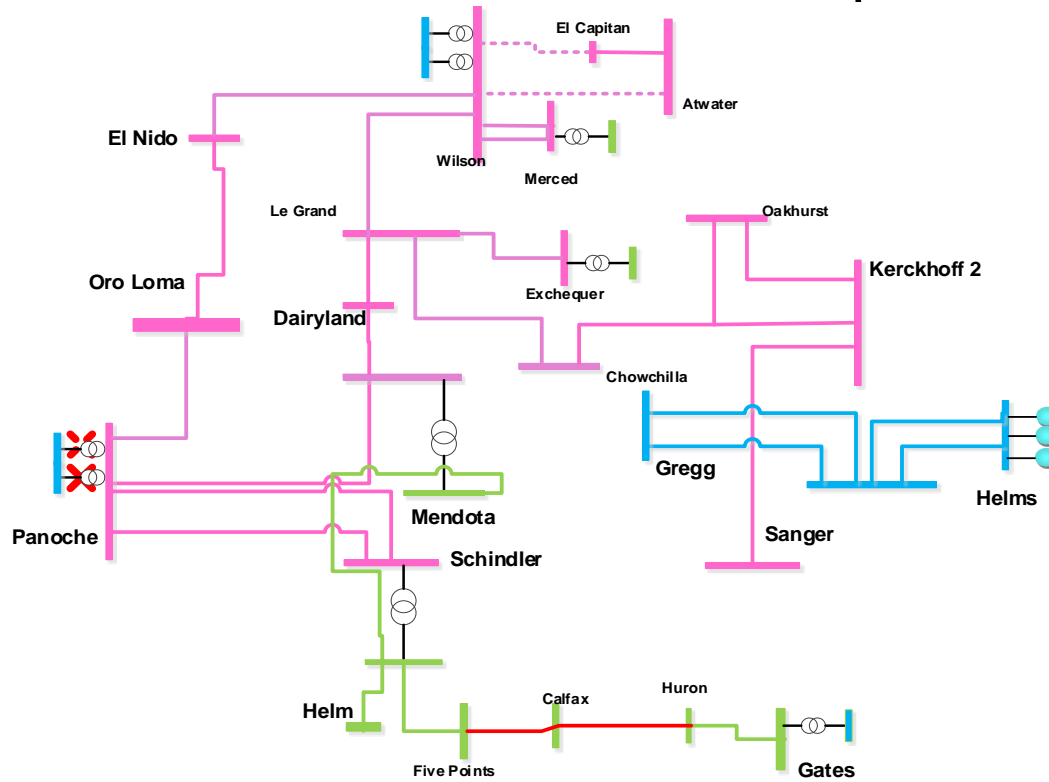 El Capitan
Atwater
El Nido
Wilson
Merced
Le Grand
Oakhurst
Oro Loma
Kerckhoff 2
Exchequer
Dairyland
Chowchilla
Gregg
Helms
Mendota
Panoche
Sanger
Schindler
Huron
Calfax
Helm
Five Points
Gates